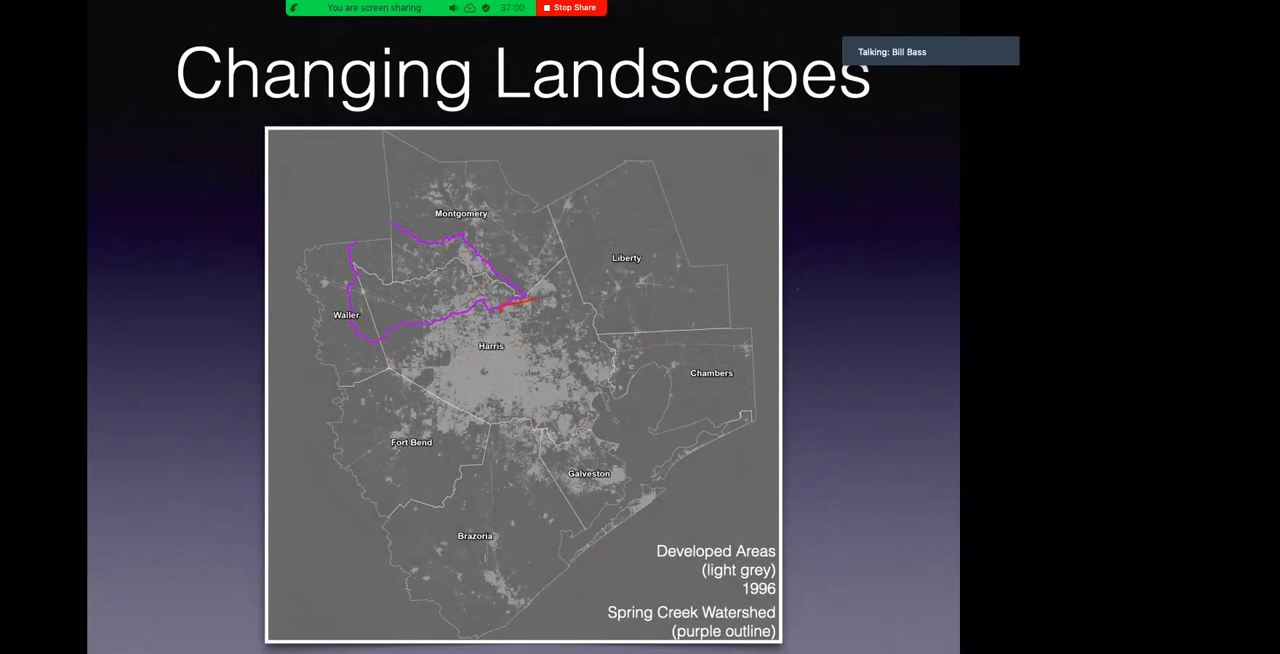 You are screen sharing
37:00
Stop Share
Talking: Bill Bass
Changing Landscapes
Montgomery
Liberty
Waller
Harris
Chambers
Fort Bend
Galveston
Brazoria
Developed Areas
(light grey)
1996
Spring Creek Watershed
(purple outline)